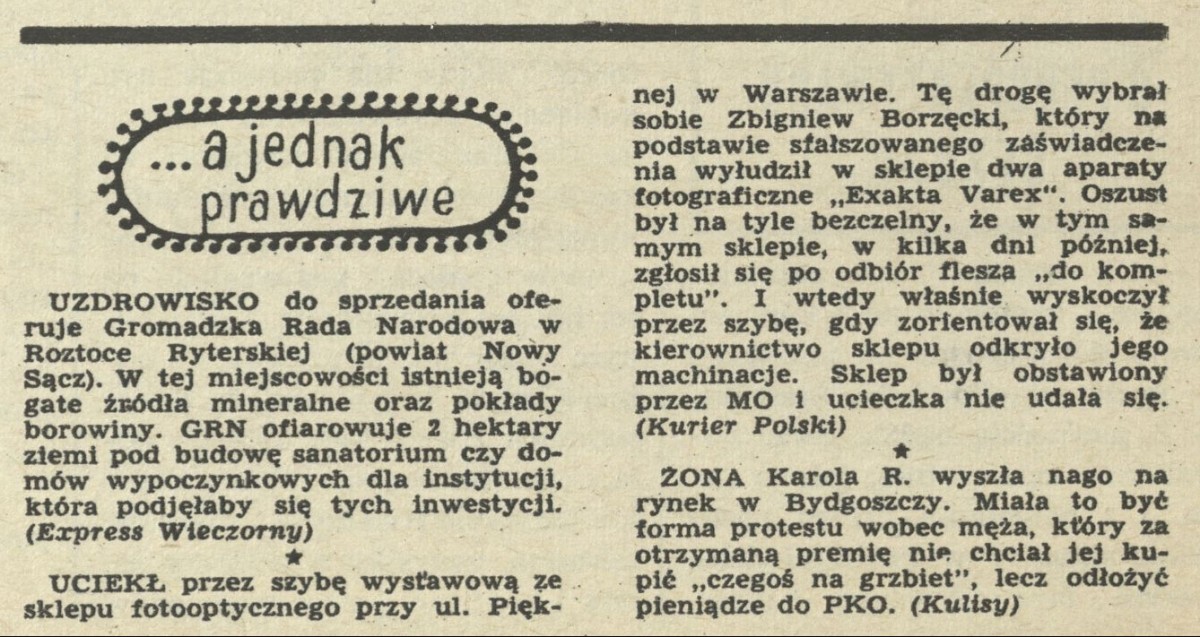 ...a jednak
prawdziwe
UZDROWISKO do sprzedania ofe-
ruje Gromadzka Rada Narodowa w
Roztoce Ryterskiej (powiat Nowy
Sącz). W tej miejscowości istnieją bo-
gate źródła mineralne oraz pokłady
borowiny. GRN ofiarowuje 2 hektary
ziemi pod budowę sanatorium czy do-
mów wypoczynkowych dla instytucji,
która podjęłaby się tych inwestycji.
(Express Wieczorny)
★
UCIEKŁ przez szybę wystawową ze
sklepu fotooptycznego przy ul. Pięk-
nej w Warszawie. Tę drogę wybrał
sobie Zbigniew Borzęcki, który na
podstawie sfałszowanego zaświadcze-
nia wyłudził w sklepie dwa aparaty
fotograficzne „Exakta Varex“. Oszust
był na tyle bezczelny, że w tym sa-
mym sklepie, w kilka dni później,
zgłosił się po odbiór flesza „do kom-
pletu”. I wtedy właśnie wyskoczył
przez szybę, gdy zorientował się, że
kierownictwo sklepu odkryło jego
machinacje. Sklep był obstawiony
przez MO i ucieczka nie udała się.
(Kurier Polski)
★
ŻONA Karola R. wyszła nago na
rynek w Bydgoszczy. Miała to być
forma protestu wobec męża, który za
otrzymaną premię nie chciał jej ku-
pić „czegoś na grzbiet”, lecz odłożyć
pieniądze do PKO. (Kulisy)